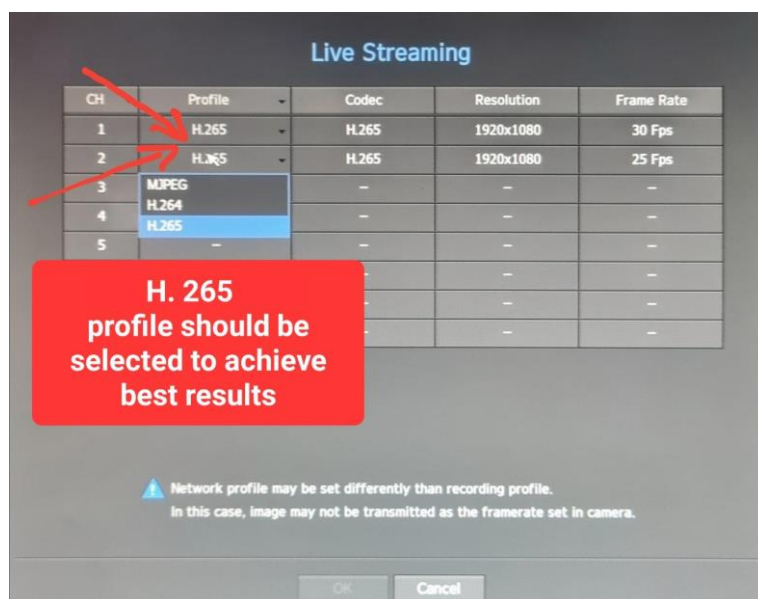 Live Streaming
CH Profile Codec Resolution Frame Rate
1 H.265 H.265 1920x1080 30 Fps
2 H.265 H.265 1920x1080 25 Fps
3 MJPEG – – –
4 H.264 – – –
H.265
5 – – – –
– – –
– – –
– – –
H. 265
profile should be
selected to achieve
best results
Network profile may be set differently than recording profile.
In this case, image may not be transmitted as the framerate set in camera.
OK Cancel